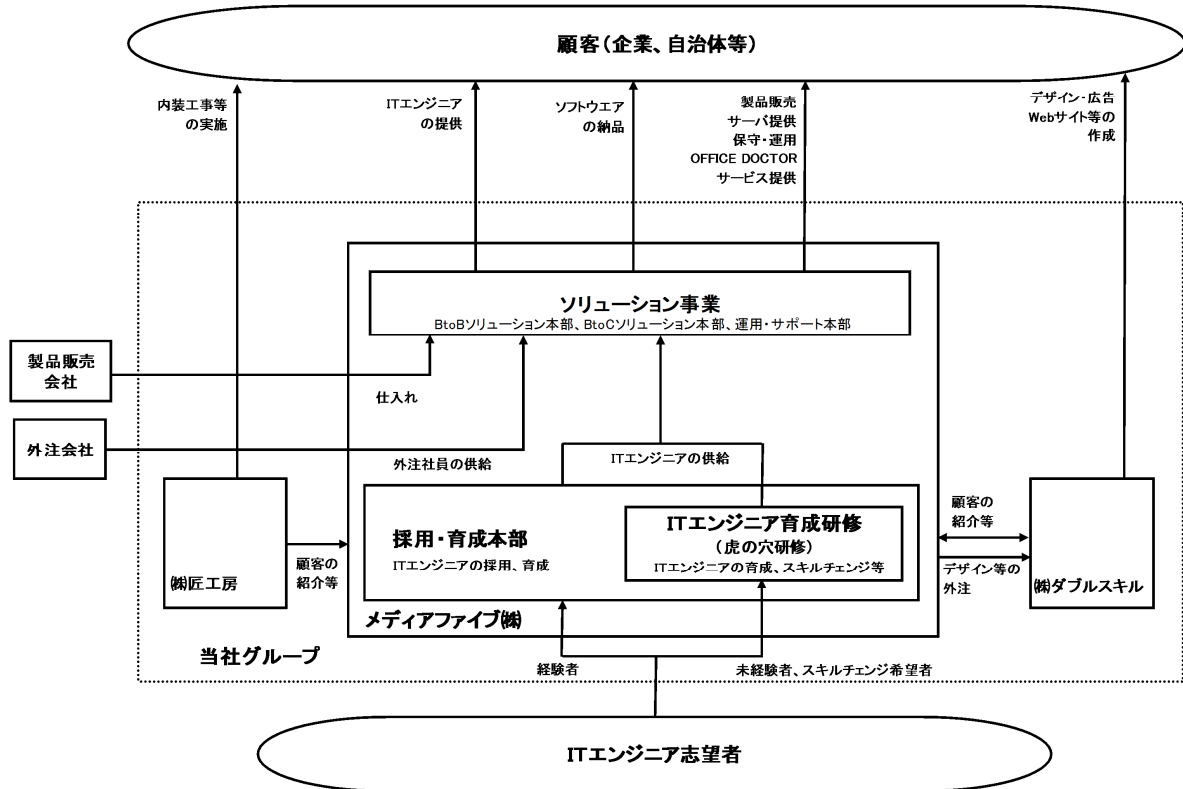 顧客(企業、自治体等)
内装工事等
の実施
ITエンジニア
の提供
ソフトウエア
の納品
製品販売
サーバ提供
保守・運用
OFFICE DOCTOR
サービス提供
デザイン・広告
Webサイト等の
作成
ソリューション事業
BtoBソリューション本部、BtoCソリューション本部、運用・サポート本部
製品販売
会社
仕入れ
外注会社
外注社員の供給
ITエンジニアの供給
㈱匠工房
顧客の
紹介等
採用・育成本部
ITエンジニアの採用、育成
ITエンジニア育成研修
(虎の穴研修)
ITエンジニアの育成、スキルチェンジ等
メディアファイブ㈱
顧客の
紹介等
デザイン等の
外注
㈱ダブルスキル
当社グループ
経験者
未経験者、スキルチェンジ希望者
ITエンジニア志望者